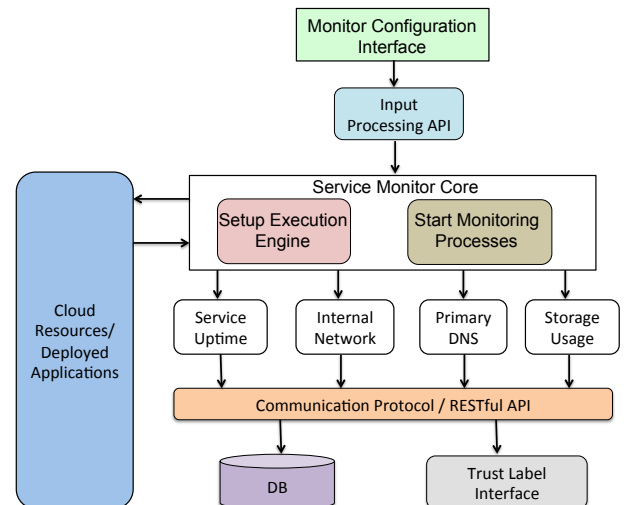 Monitor Configuration
Interface
Input
Processing API
Service Monitor Core
Setup Execution
Engine
Start Monitoring
Processes
Cloud
Resources/
Deployed
Applications
Service
Uptime
Internal
Network
Primary
DNS
Storage
Usage
Communication Protocol / RESTful API
DB
Trust Label
Interface